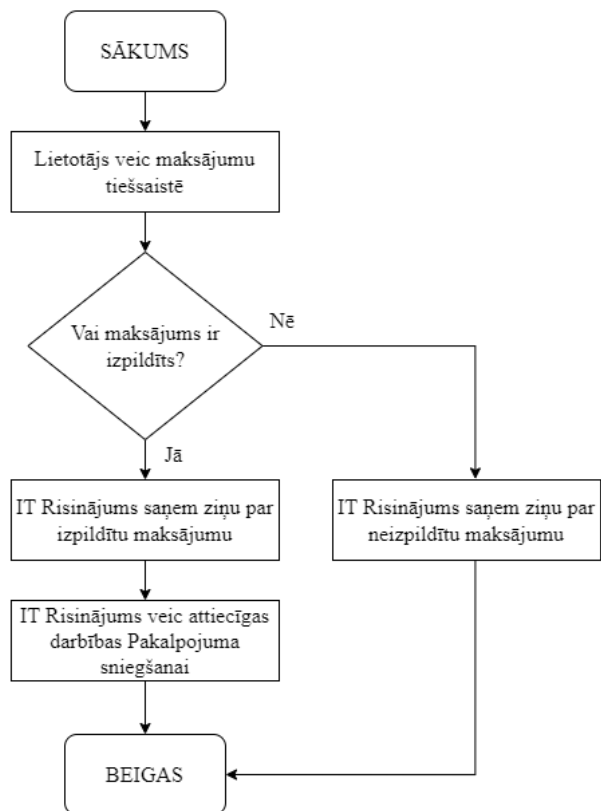 SĀKUMS
Lietotājs veic maksājumu
tiešsaistē
Vai maksājums ir
izpildīts?
Nē
Jā
IT Risinājums saņem ziņu par
izpildītu maksājumu
IT Risinājums saņem ziņu par
neizpildītu maksājumu
IT Risinājums veic attiecīgas
darbības Pakalpojuma
sniegšanai
BEIGAS